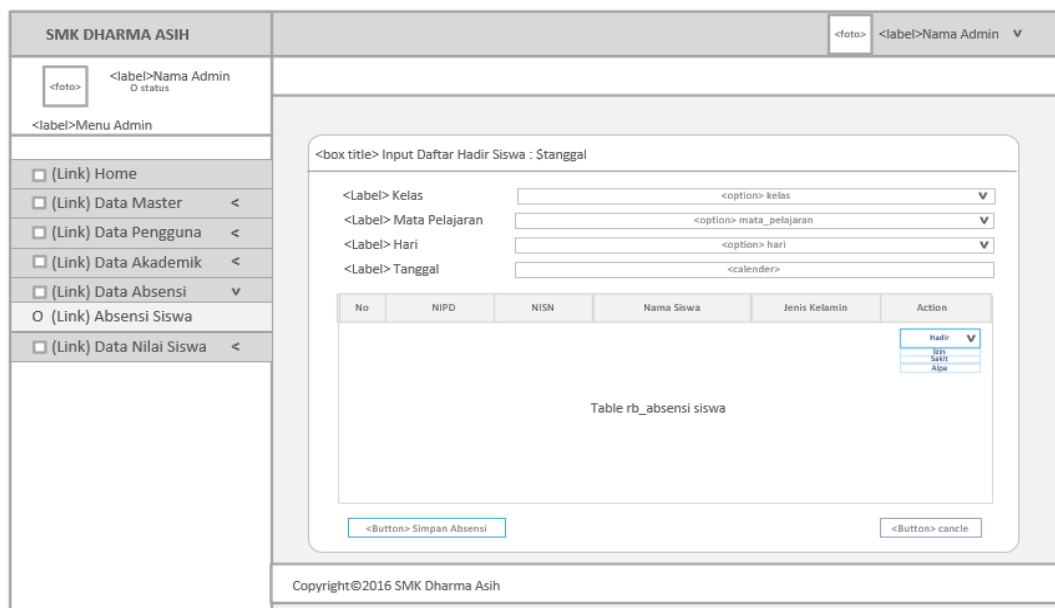 SMK DHARMA ASIH
<foto> <label>Nama Admin v
<foto> <label>Nama Admin
O status
<label>Menu Admin
(Link) Home
(Link) Data Master <
(Link) Data Pengguna <
(Link) Data Akademik <
(Link) Data Absensi v
O (Link) Absensi Siswa
(Link) Data Nilai Siswa <
<box title> Input Daftar Hadir Siswa : $tanggal
<Label> Kelas <option> kelas v
<Label> Mata Pelajaran <option> mata_pelajaran v
<Label> Hari <option> hari v
<Label> Tanggal <calender>
No NIPD NISN Nama Siswa Jenis Kelamin Action
Hadir v
Izin
Sakit
Alpa
Table rb_absensi siswa
<Button> Simpan Absensi <Button> cancle
Copyright©2016 SMK Dharma Asih